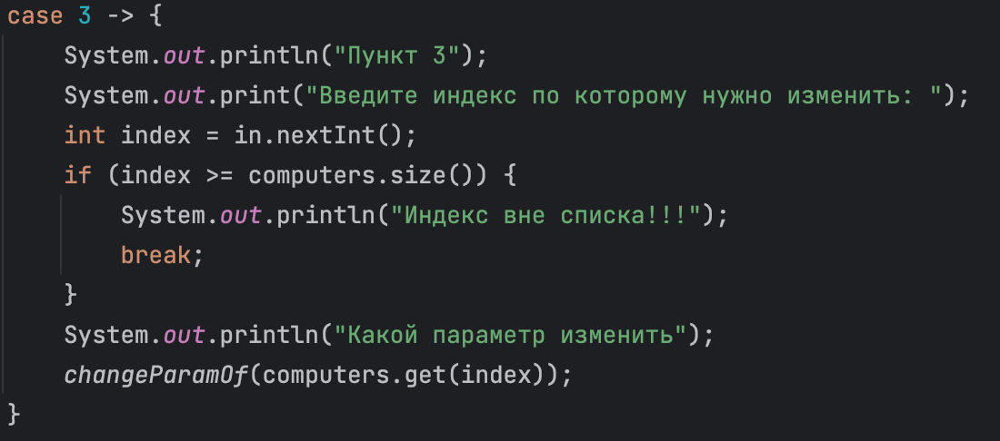 case 3 -> {
System.out.println("Пункт 3");
System.out.print("Введите индекс по которому нужно изменить: ");
int index = in.nextInt();
if (index >= computers.size()) {
System.out.println("Индекс вне списка!!!");
break;
}
System.out.println("Какой параметр изменить");
changeParamOf(computers.get(index));
}